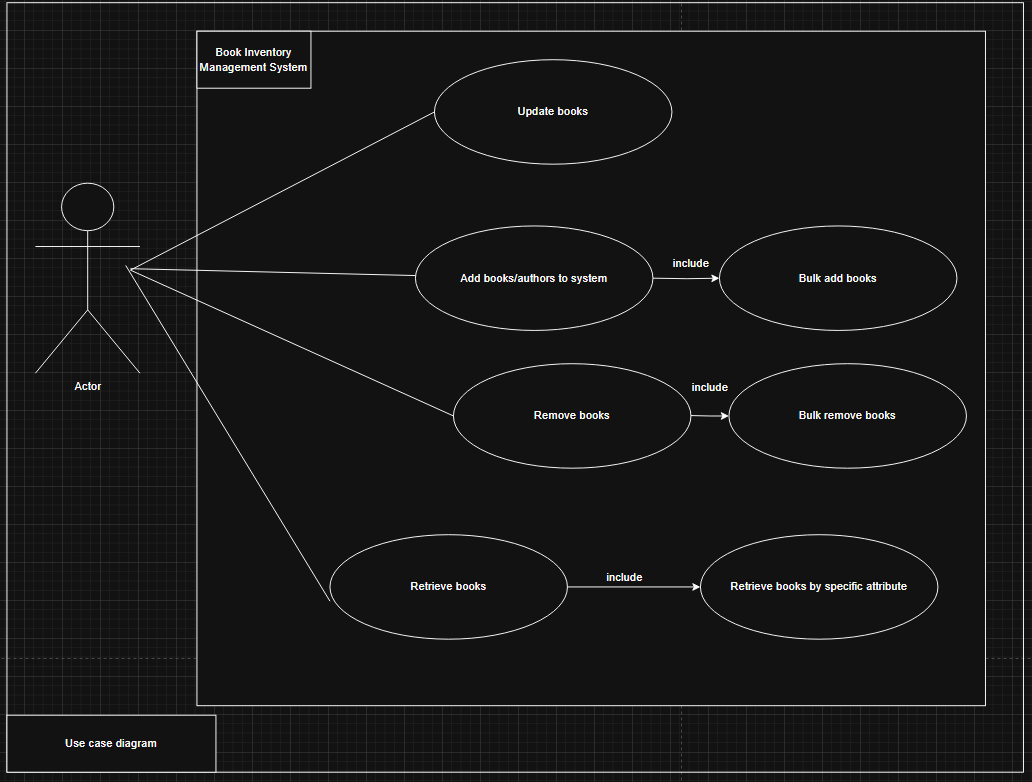 Book Inventory
Management System
Update books
Add books/authors to system
include
Bulk add books
Remove books
include
Bulk remove books
Actor
Retrieve books
include
Retrieve books by specific attribute
Use case diagram